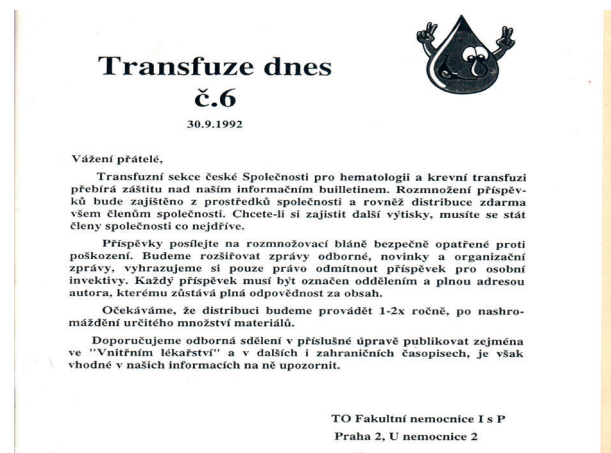 Transfuze dnes
č.6
30.9.1992
Vážení přátelé,
Transfuzní sekce české Společnosti pro hematologii a krevní transfuzi
přebírá záštitu nad naším informačním builletinem. Rozmnožení příspěv-
ků bude zajištěno z prostředků společnosti a rovněž distribuce zdarma
všem členům společnosti. Chcete-li si zajistit další výtisky, musíte se stát
členy společnosti co nejdříve.
Příspěvky posílejte na rozmnožovací bláně bezpečně opatřené proti
poškození. Budeme rozšiřovat zprávy odborné, novinky a organizační
zprávy, vyhrazujeme si pouze právo odmítnout příspěvek pro osobní
invektivy. Každý příspěvek musí být označen oddělením a plnou adresou
autora, kterému zůstává plná odpovědnost za obsah.
Očekáváme, že distribuci budeme provádět 1-2x ročně, po nashro-
máždění určitého množství materiálů.
Doporučujeme odborná sdělení v příslušné úpravě publikovat zejména
ve "Vnitřním lékařství" a v dalších i zahraničních časopisech, je však
vhodné v našich informacích na ně upozornit.
TO Fakultní nemocnice I s P
Praha 2, U nemocnice 2